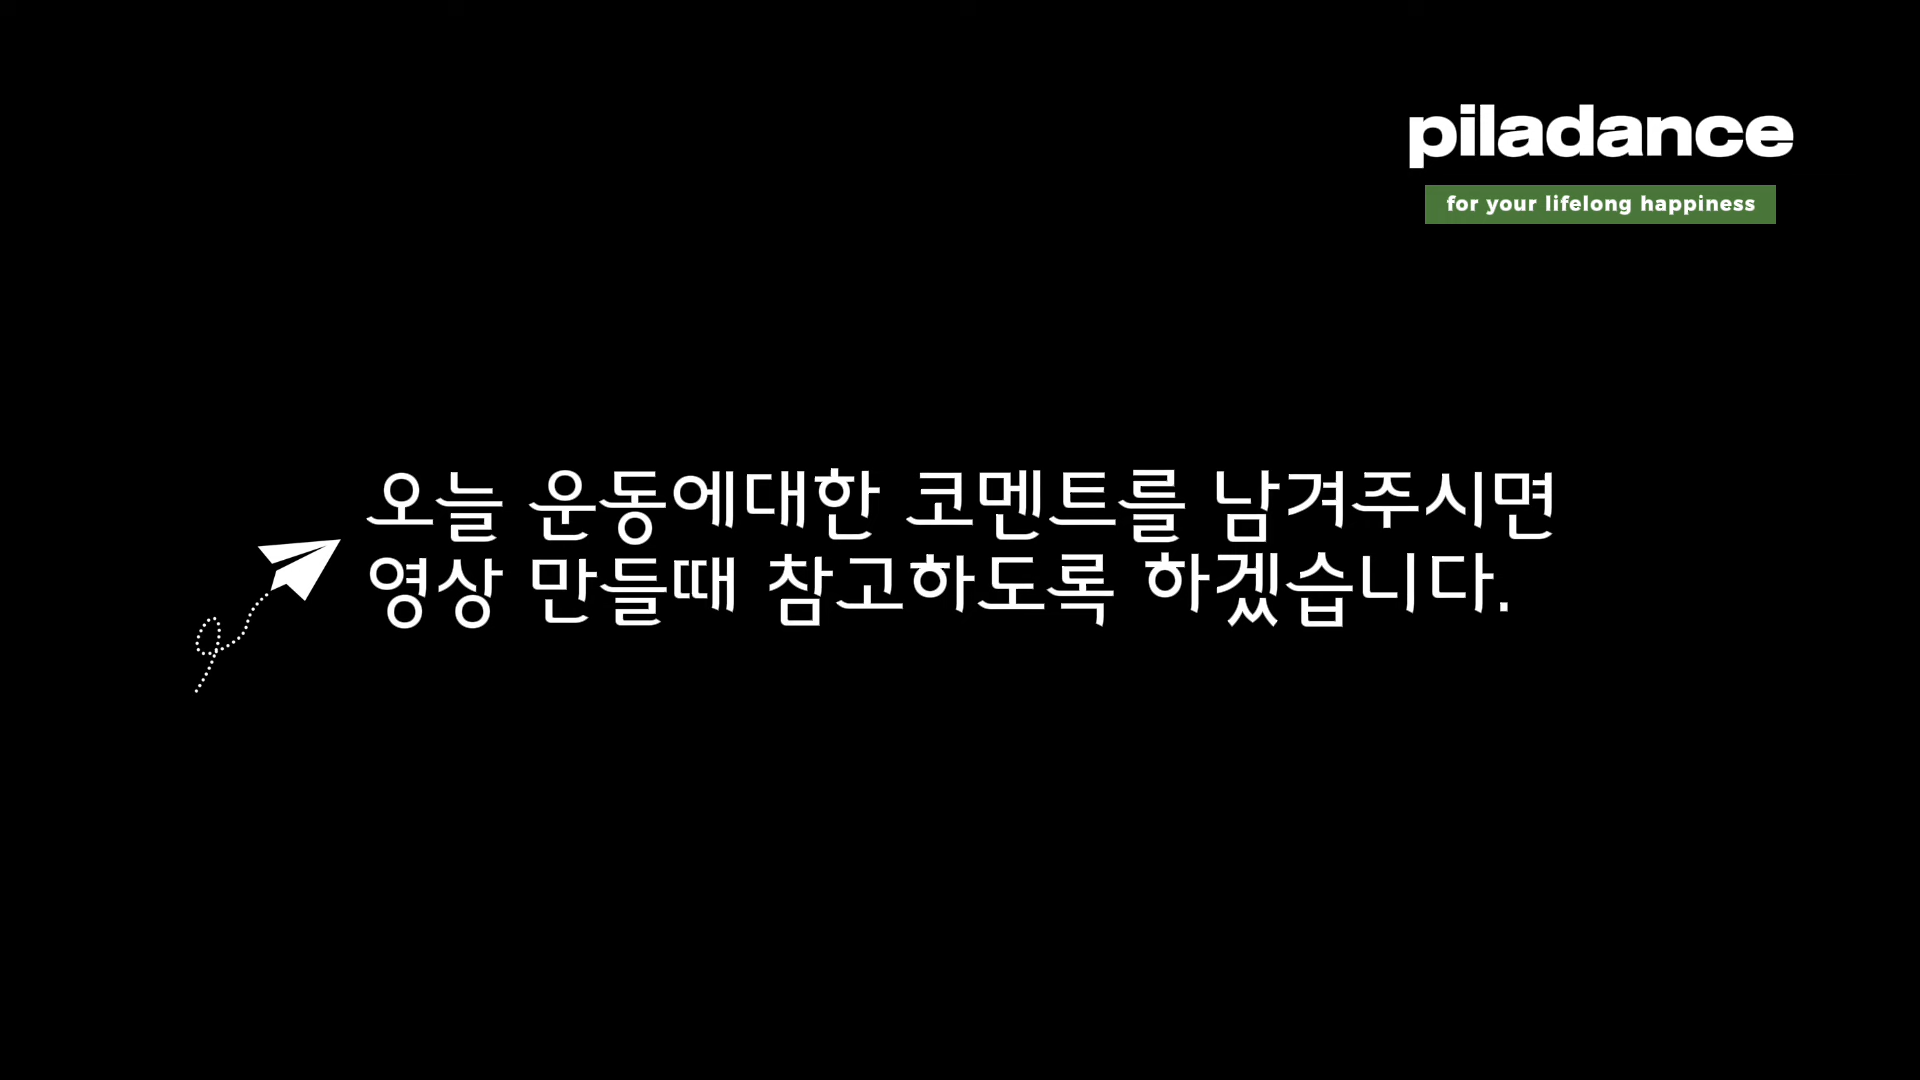 piladance
for your lifelong happiness
오늘 운동에대한 코멘트를 남겨주시면
영상 만들때 참고하도록 하겠습니다.